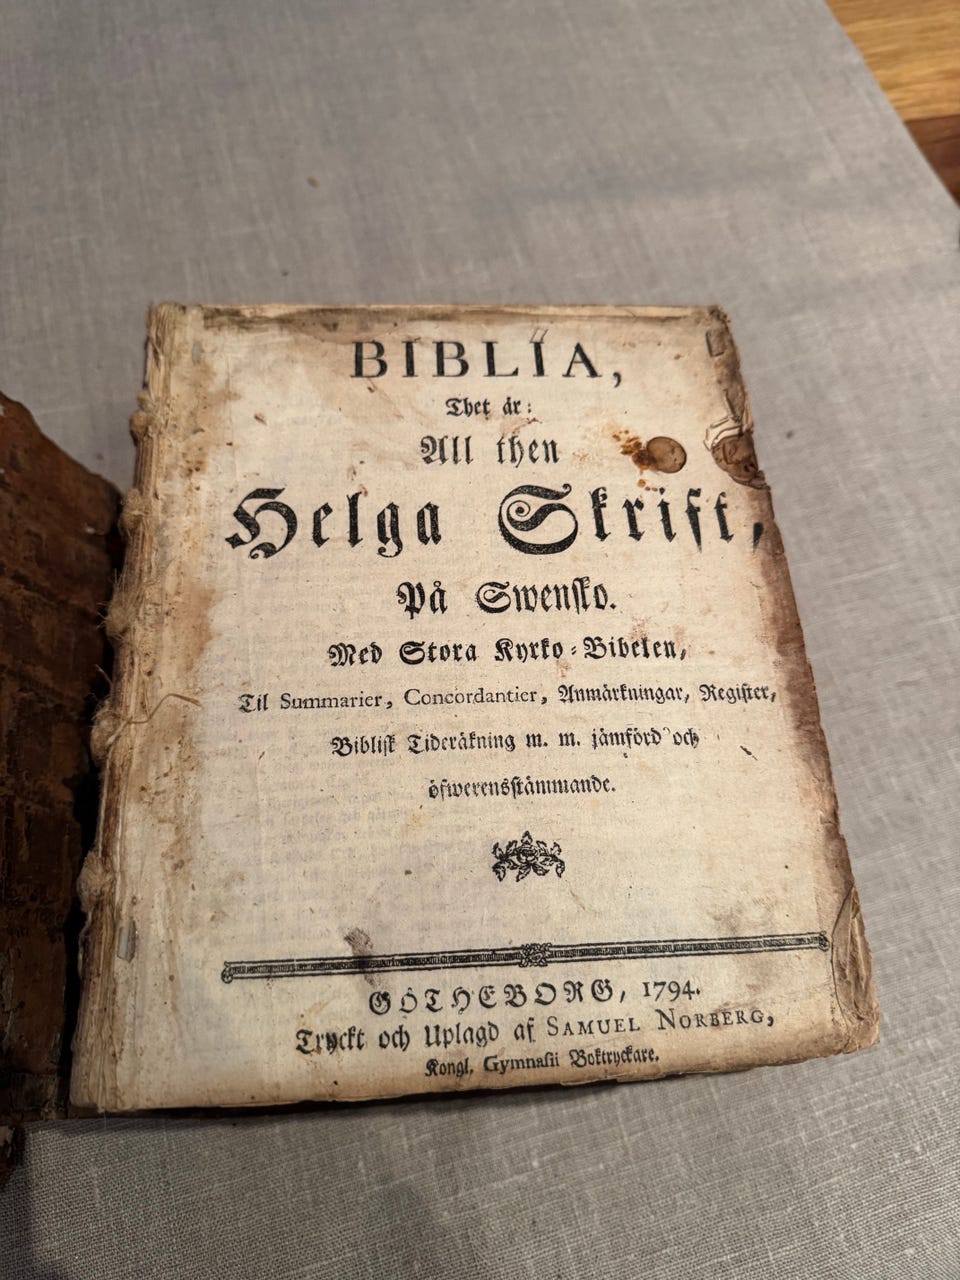 BIBLIA,
Thet är:
All then
Helga Skrift,
På Swensko.
Med Stora Kyrko-Bibelen,
Til Summarier, Concordantier, Anmärkningar, Register,
Biblisk Tideräkning m. m. jämförd och
öfwerensstämmande.
GÖTHEBORG, 1794.
Tryckt och Uplagd af SAMUEL NORBERG,
Kongl. Gymnasii Boktryckare.